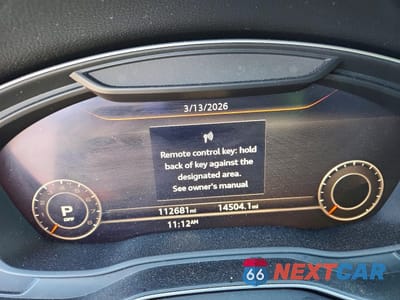 3/13/2026
Remote control key: hold
back of key against the
designated area.
See owner's manual
P
OFF
112681mi
14504.1mi
11:12AM
66 NEXTCAR